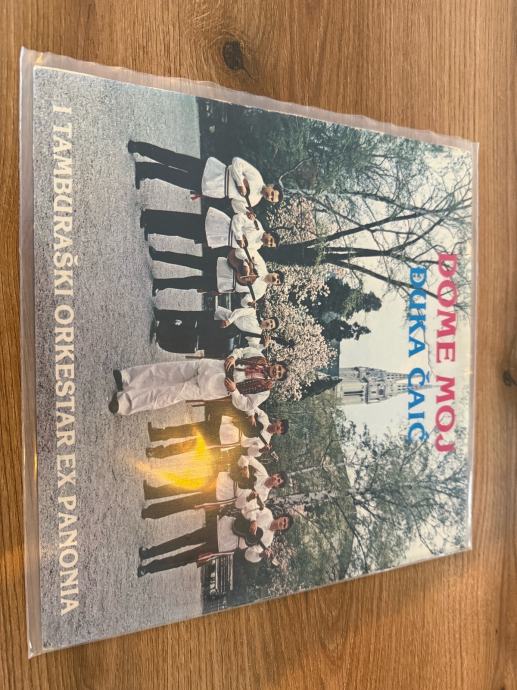 DOME MOJ
ĐUKA ČAIĆ
I TAMBURAŠKI ORKESTAR EX PANONIA